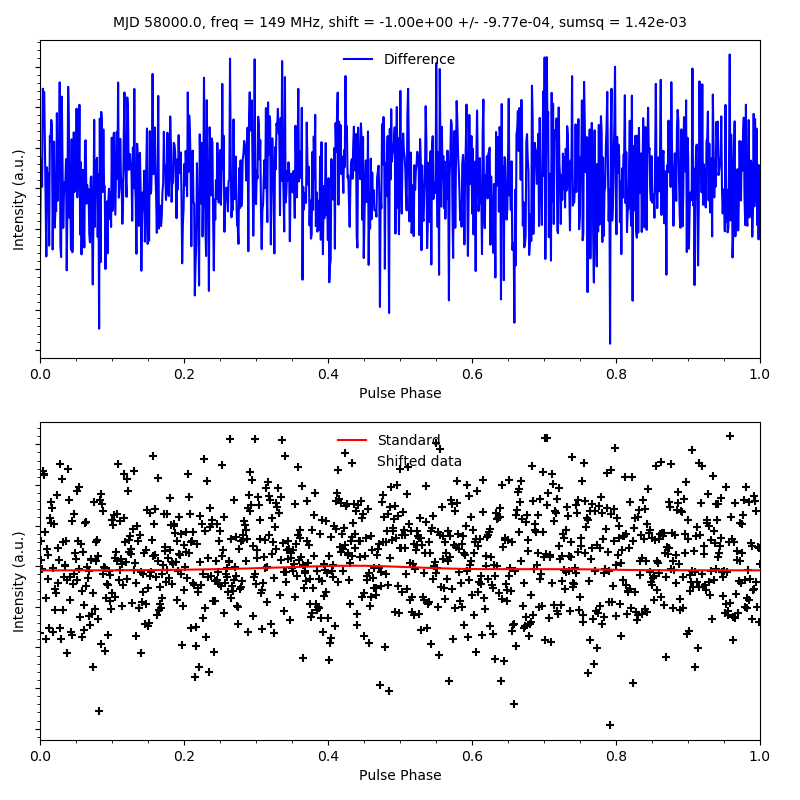 MJD 58000.0, freq = 149 MHz, shift = -1.00e+00 +/- -9.77e-04, sumsq = 1.42e-03
Difference
Intensity (a.u.)
0.0 0.2 0.4 0.6 0.8 1.0
Pulse Phase
Standard
Shifted data
Intensity (a.u.)
0.0 0.2 0.4 0.6 0.8 1.0
Pulse Phase